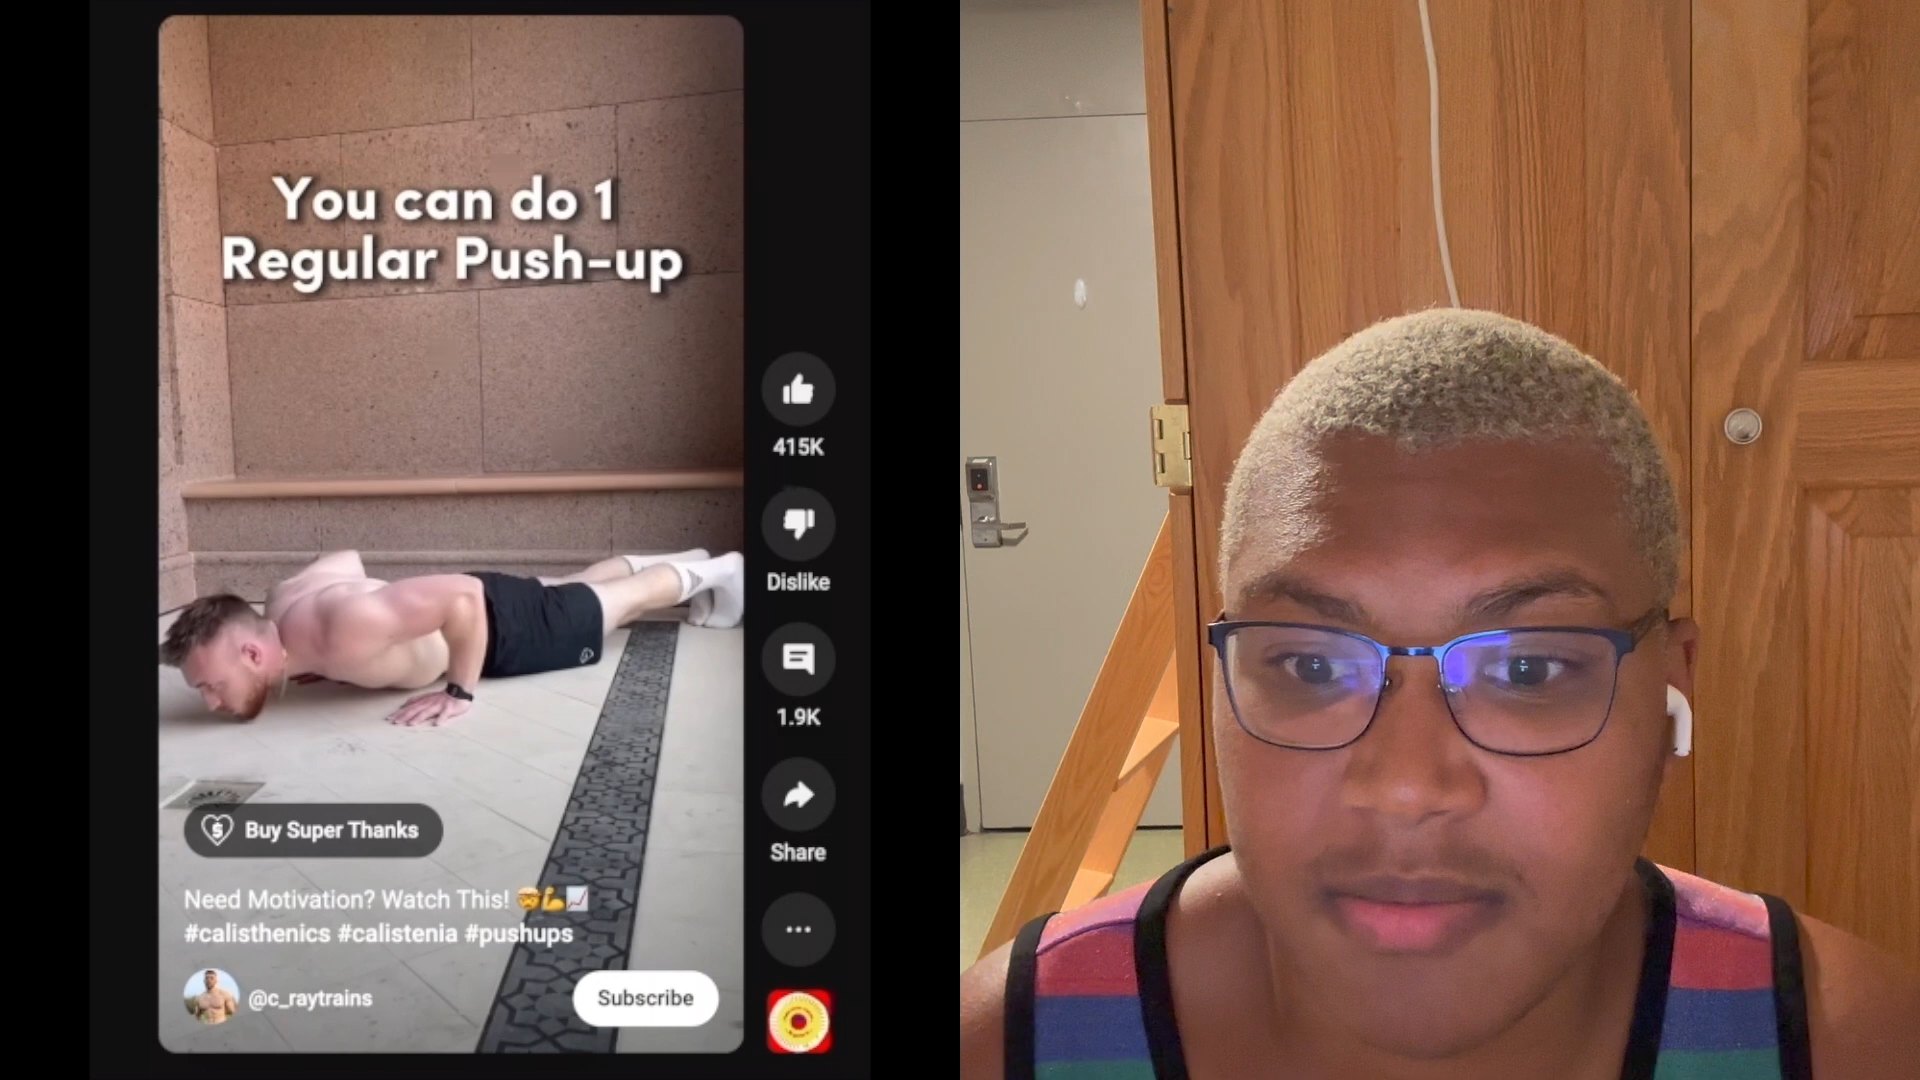 You can do 1
Regular Push-up
415K
Dislike
1.9K
Share
Buy Super Thanks
Need Motivation? Watch This! 🤯💪📈
#calisthenics #calistenia #pushups
@c_raytrains
Subscribe